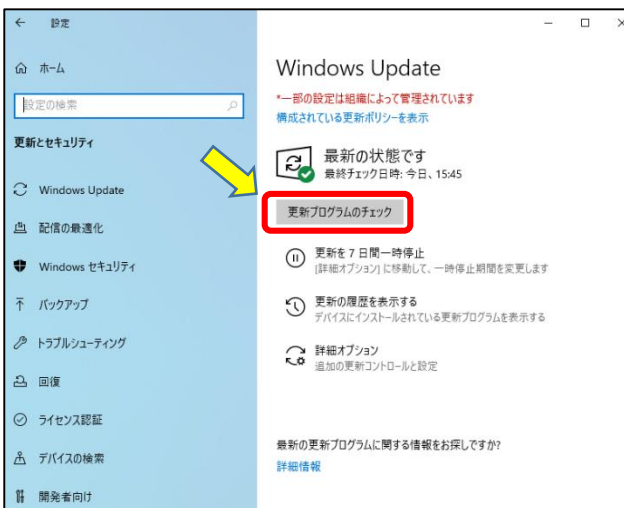 設定
ホーム
設定の検索
更新とセキュリティ
Windows Update
配信の最適化
Windows セキュリティ
バックアップ
トラブルシューティング
回復
ライセンス認証
デバイスの検索
開発者向け
Windows Update
*一部の設定は組織によって管理されています
構成されている更新ポリシーを表示
最新の状態です
最終チェック日時: 今日、15:45
更新プログラムのチェック
更新を 7 日間一時停止
[詳細オプション] に移動して、一時停止期間を変更します
更新の履歴を表示する
デバイスにインストールされている更新プログラムを表示する
詳細オプション
追加の更新コントロールと設定
最新の更新プログラムに関する情報をお探しですか?
詳細情報